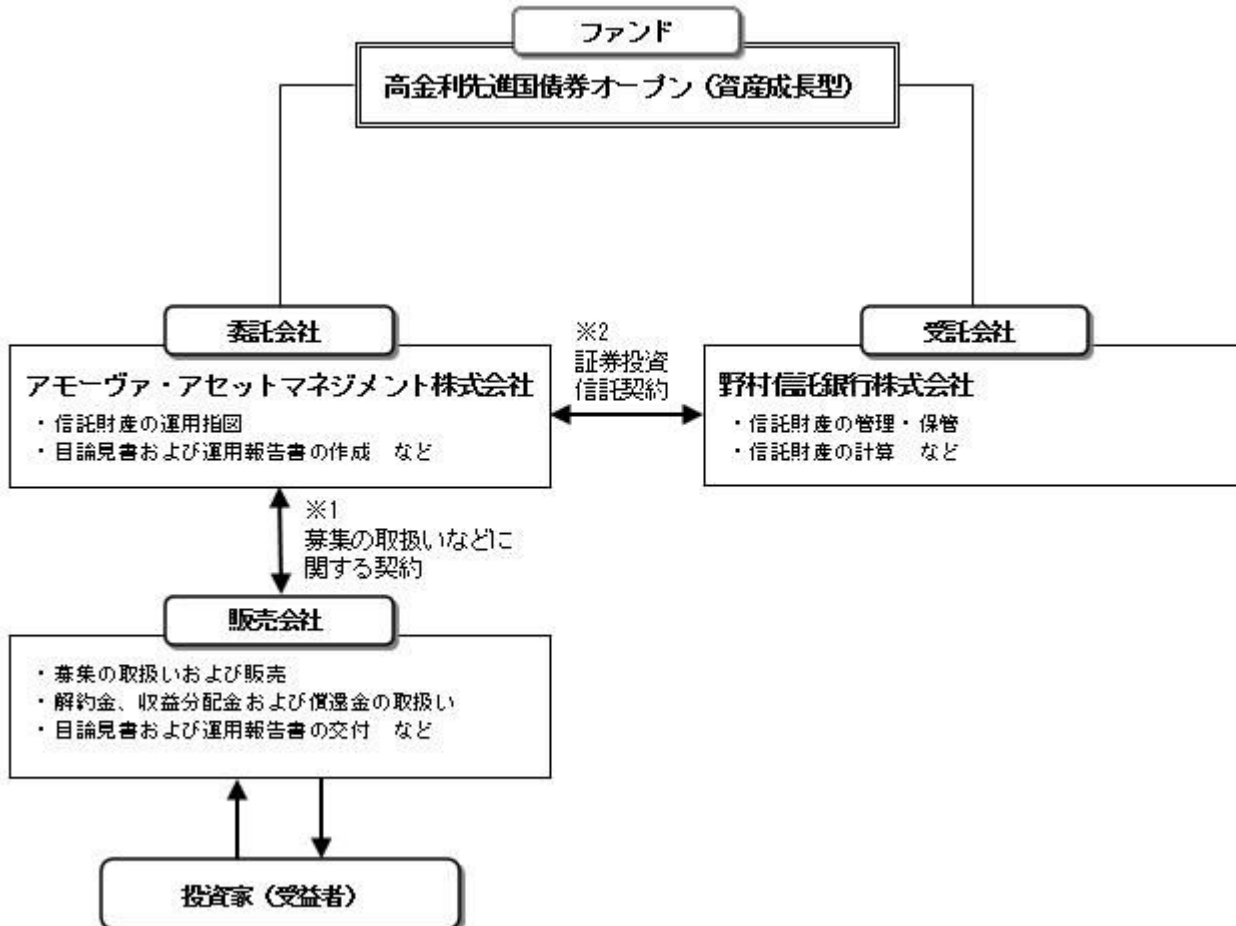 ファンド
高金利先進国債券オープン（資産成長型）
委託会社
アモーヴァ・アセットマネジメント株式会社
・信託財産の運用指図
・目論見書および運用報告書の作成　など
※2
証券投資
信託契約
受託会社
野村信託銀行株式会社
・信託財産の管理・保管
・信託財産の計算　など
※1
募集の取扱いなどに
関する契約
販売会社
・募集の取扱いおよび販売
・解約金、収益分配金および償還金の取扱い
・目論見書および運用報告書の交付　など
投資家（受益者）